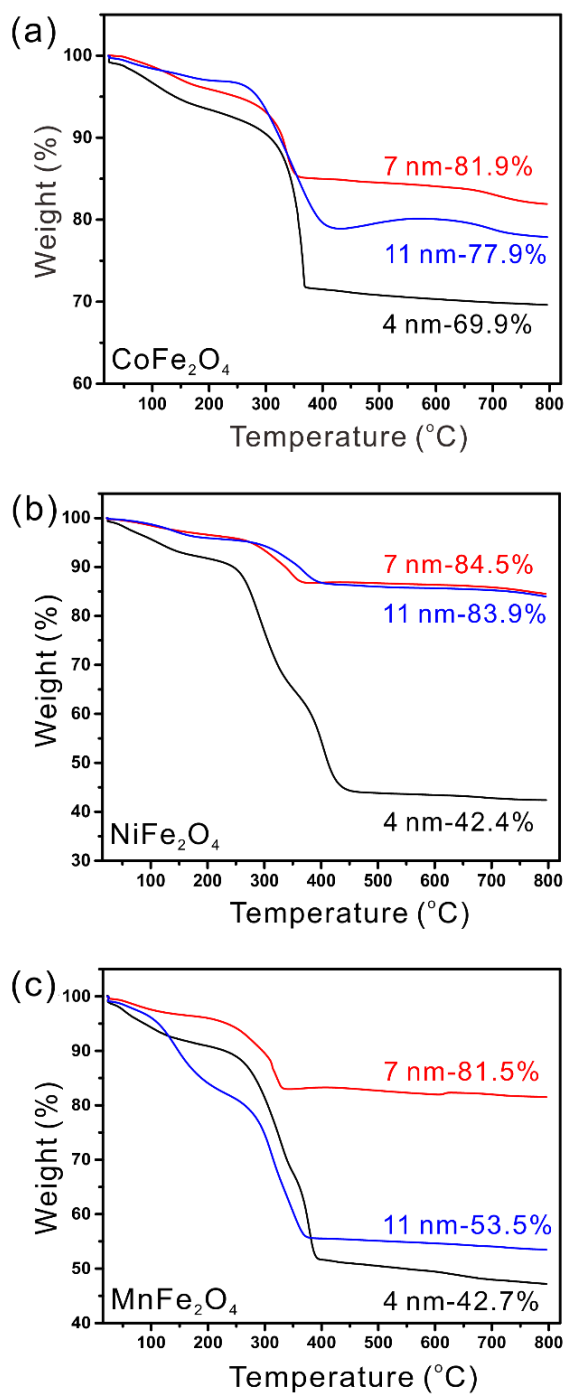 (a)
100
90
80
70
60
Weight (%)
7 nm-81.9%
11 nm-77.9%
4 nm-69.9%
CoFe₂O₄
100 200 300 400 500 600 700 800
Temperature (°C)
(b)
100
90
80
70
60
50
40
30
Weight (%)
7 nm-84.5%
11 nm-83.9%
4 nm-42.4%
NiFe₂O₄
100 200 300 400 500 600 700 800
Temperature (°C)
(c)
100
90
80
70
60
50
40
Weight (%)
7 nm-81.5%
11 nm-53.5%
4 nm-42.7%
MnFe₂O₄
100 200 300 400 500 600 700 800
Temperature (°C)